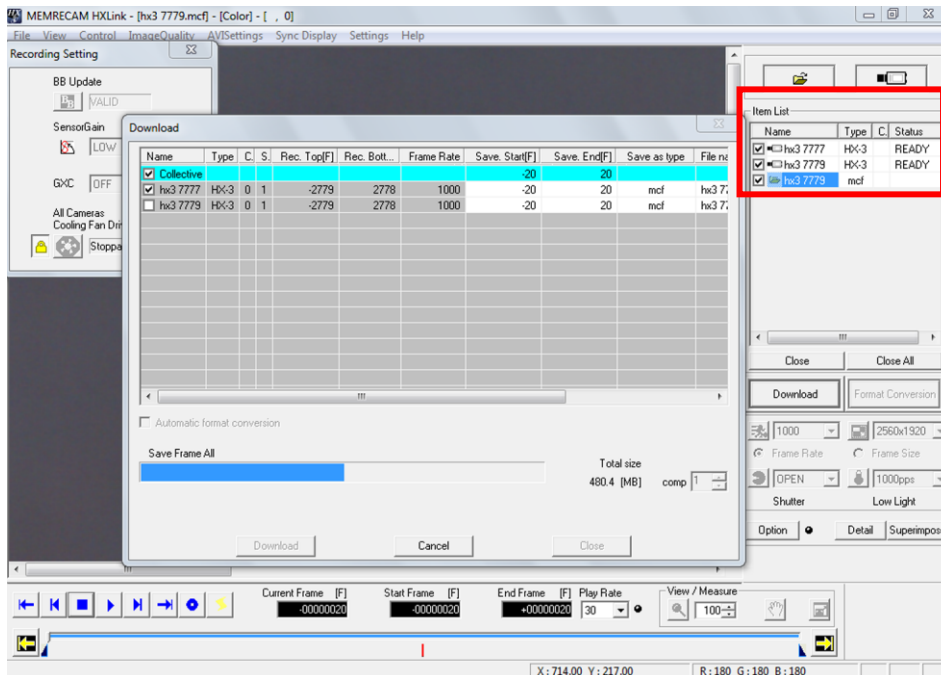 MEMRECAM HXLink - [hx3 7779.mcf] - [Color] - [ , 0]
File View Control ImageQuality AVISettings Sync Display Settings Help
Recording Setting
BB Update
VALID
SensorGain
LOW
GXC OFF
All Cameras
Cooling Fan Dri
Stoppa
Download
Name Type C. S. Rec. Top[F] Rec. Bott... Frame Rate Save. Start[F] Save. End[F] Save as type File na
Collective -20 20
hx3 7777 HX-3 0 1 -2779 2778 1000 -20 20 mcf hx3 77
hx3 7779 HX-3 0 1 -2779 2778 1000 -20 20 mcf hx3 77
Automatic format conversion
Save Frame All
Total size
480.4 [MB] comp 1
Download Cancel Close
Item List
Name Type C. Status
hx3 7777 HX-3 READY
hx3 7779 HX-3 READY
hx3 7779 mcf
Close Close All
Download Format Conversion
1000 2560x1920
Frame Rate Frame Size
OPEN 1000pps
Shutter Low Light
Option Detail Superimpos
Current Frame [F] Start Frame [F] End Frame [F] Play Rate View / Measure
-00000020 -00000020 +00000020 30 100
X : 714.00 Y : 217.00 R : 180 G : 180 B : 180